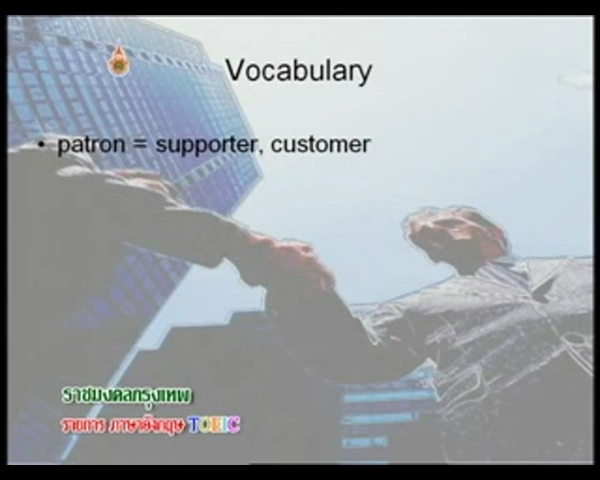 Vocabulary
• patron = supporter, customer
ราชมงคลกรุงเทพ
รายการ ภาษาอังกฤษ TOEIC